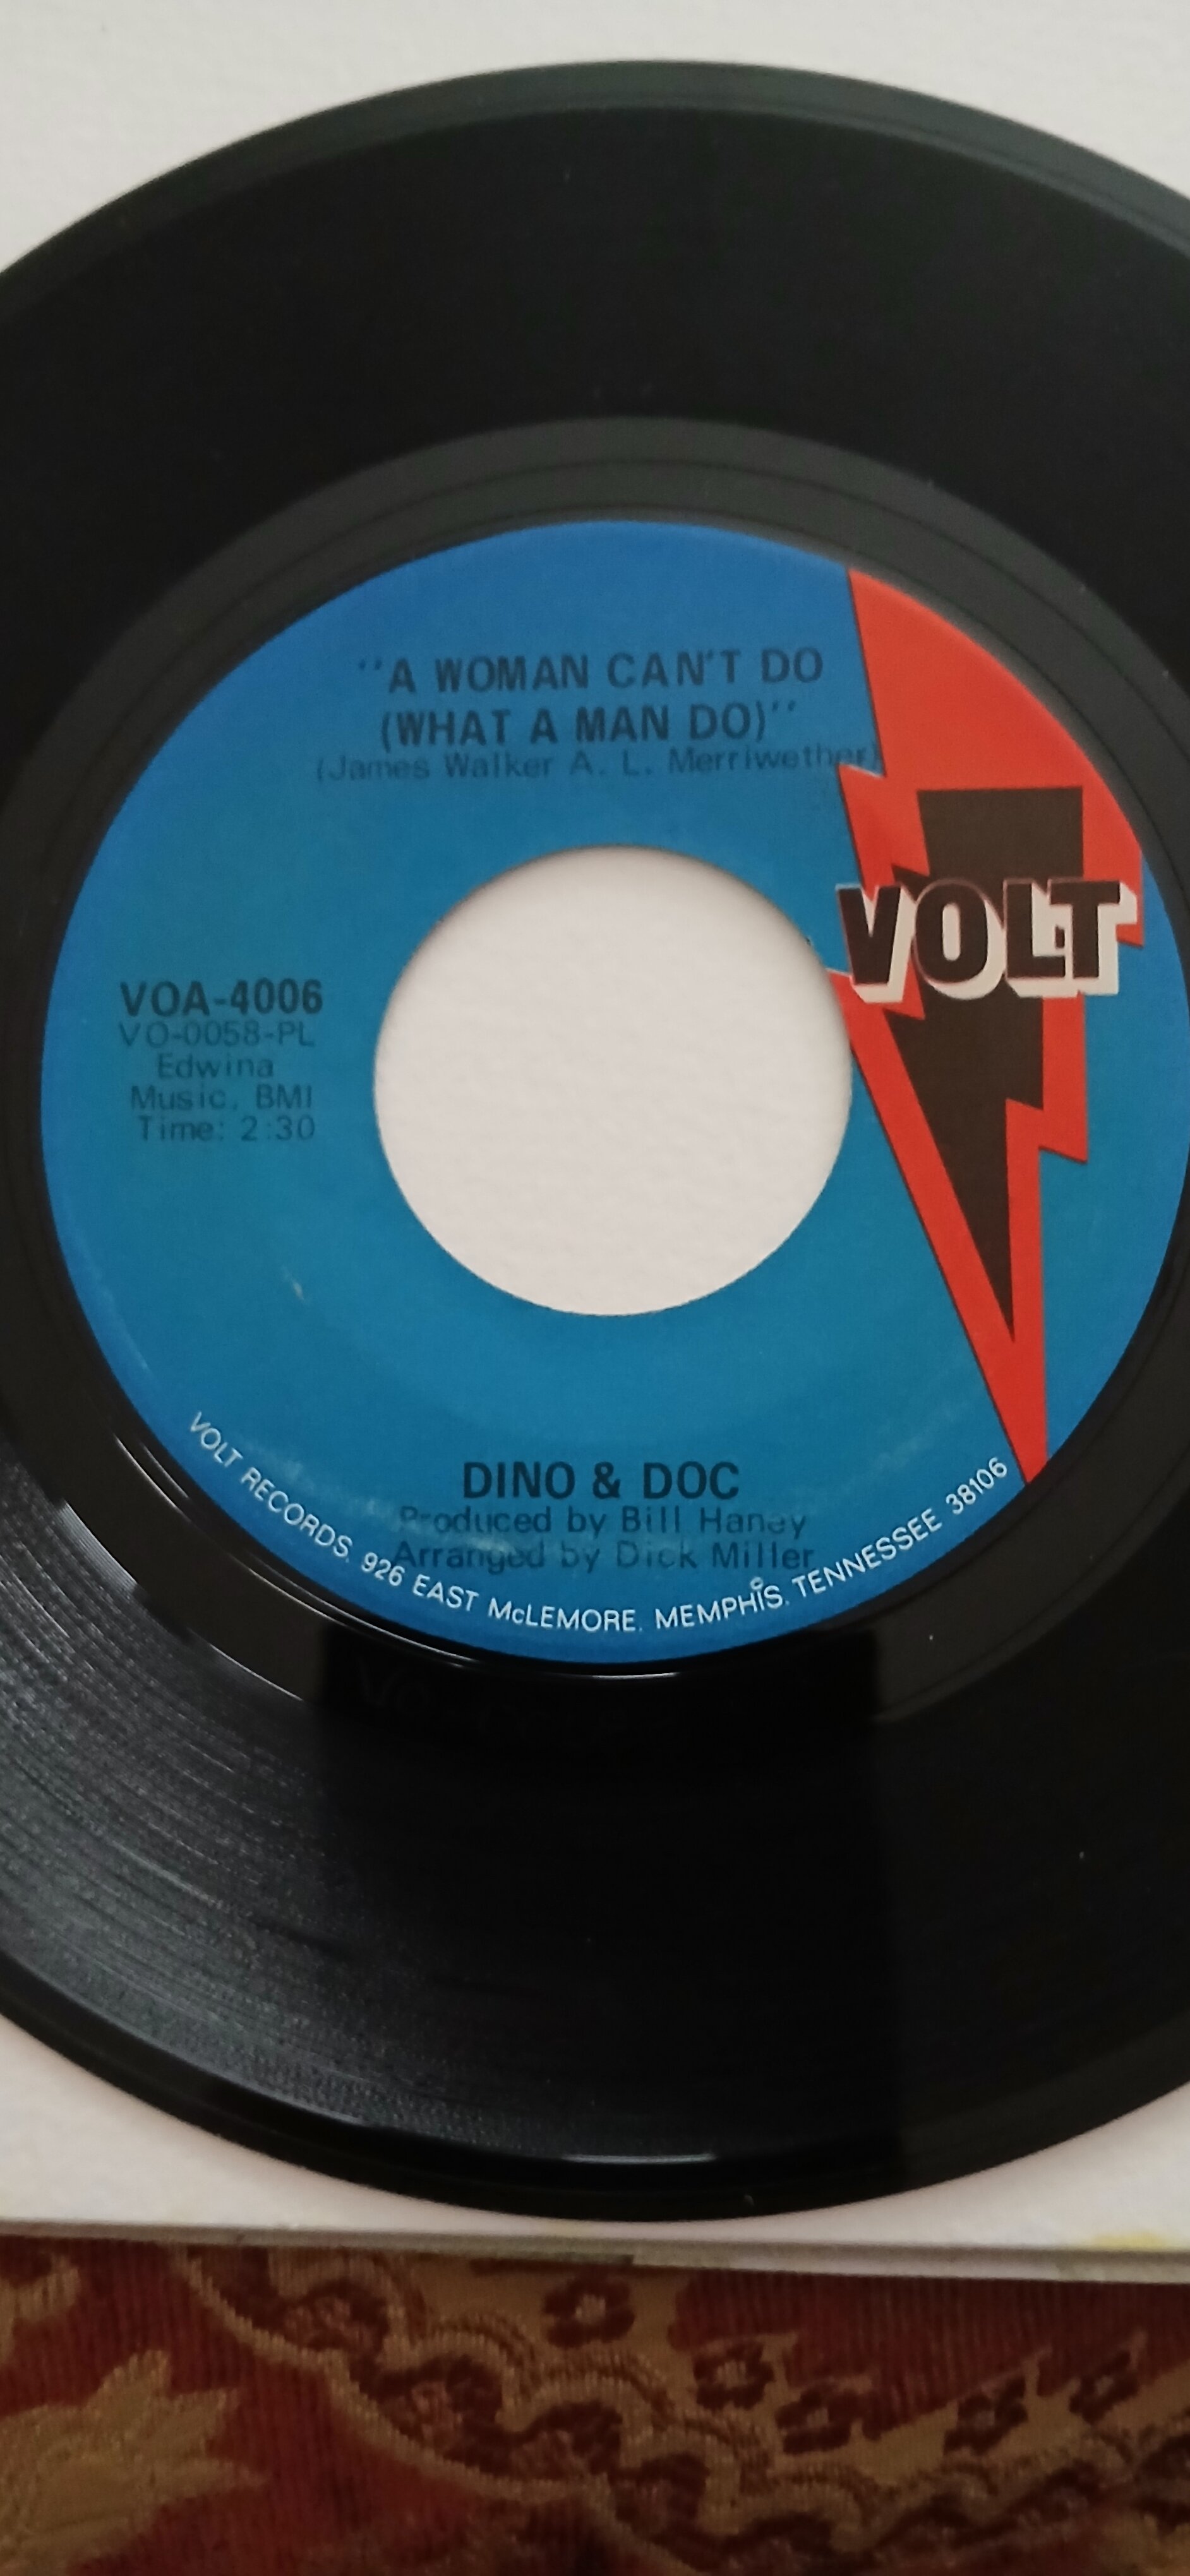 "A WOMAN CAN'T DO
(WHAT A MAN DO)"
(James Walker A. L. Merriwether)
VOLT
VOA-4006
VO-0058-PL
Edwina
Music, BMI
Time: 2:30
DINO & DOC
Produced by Bill Haney
Arranged by Dick Miller
VOLT RECORDS. 926 EAST McLEMORE. MEMPHIS. TENNESSEE 38106